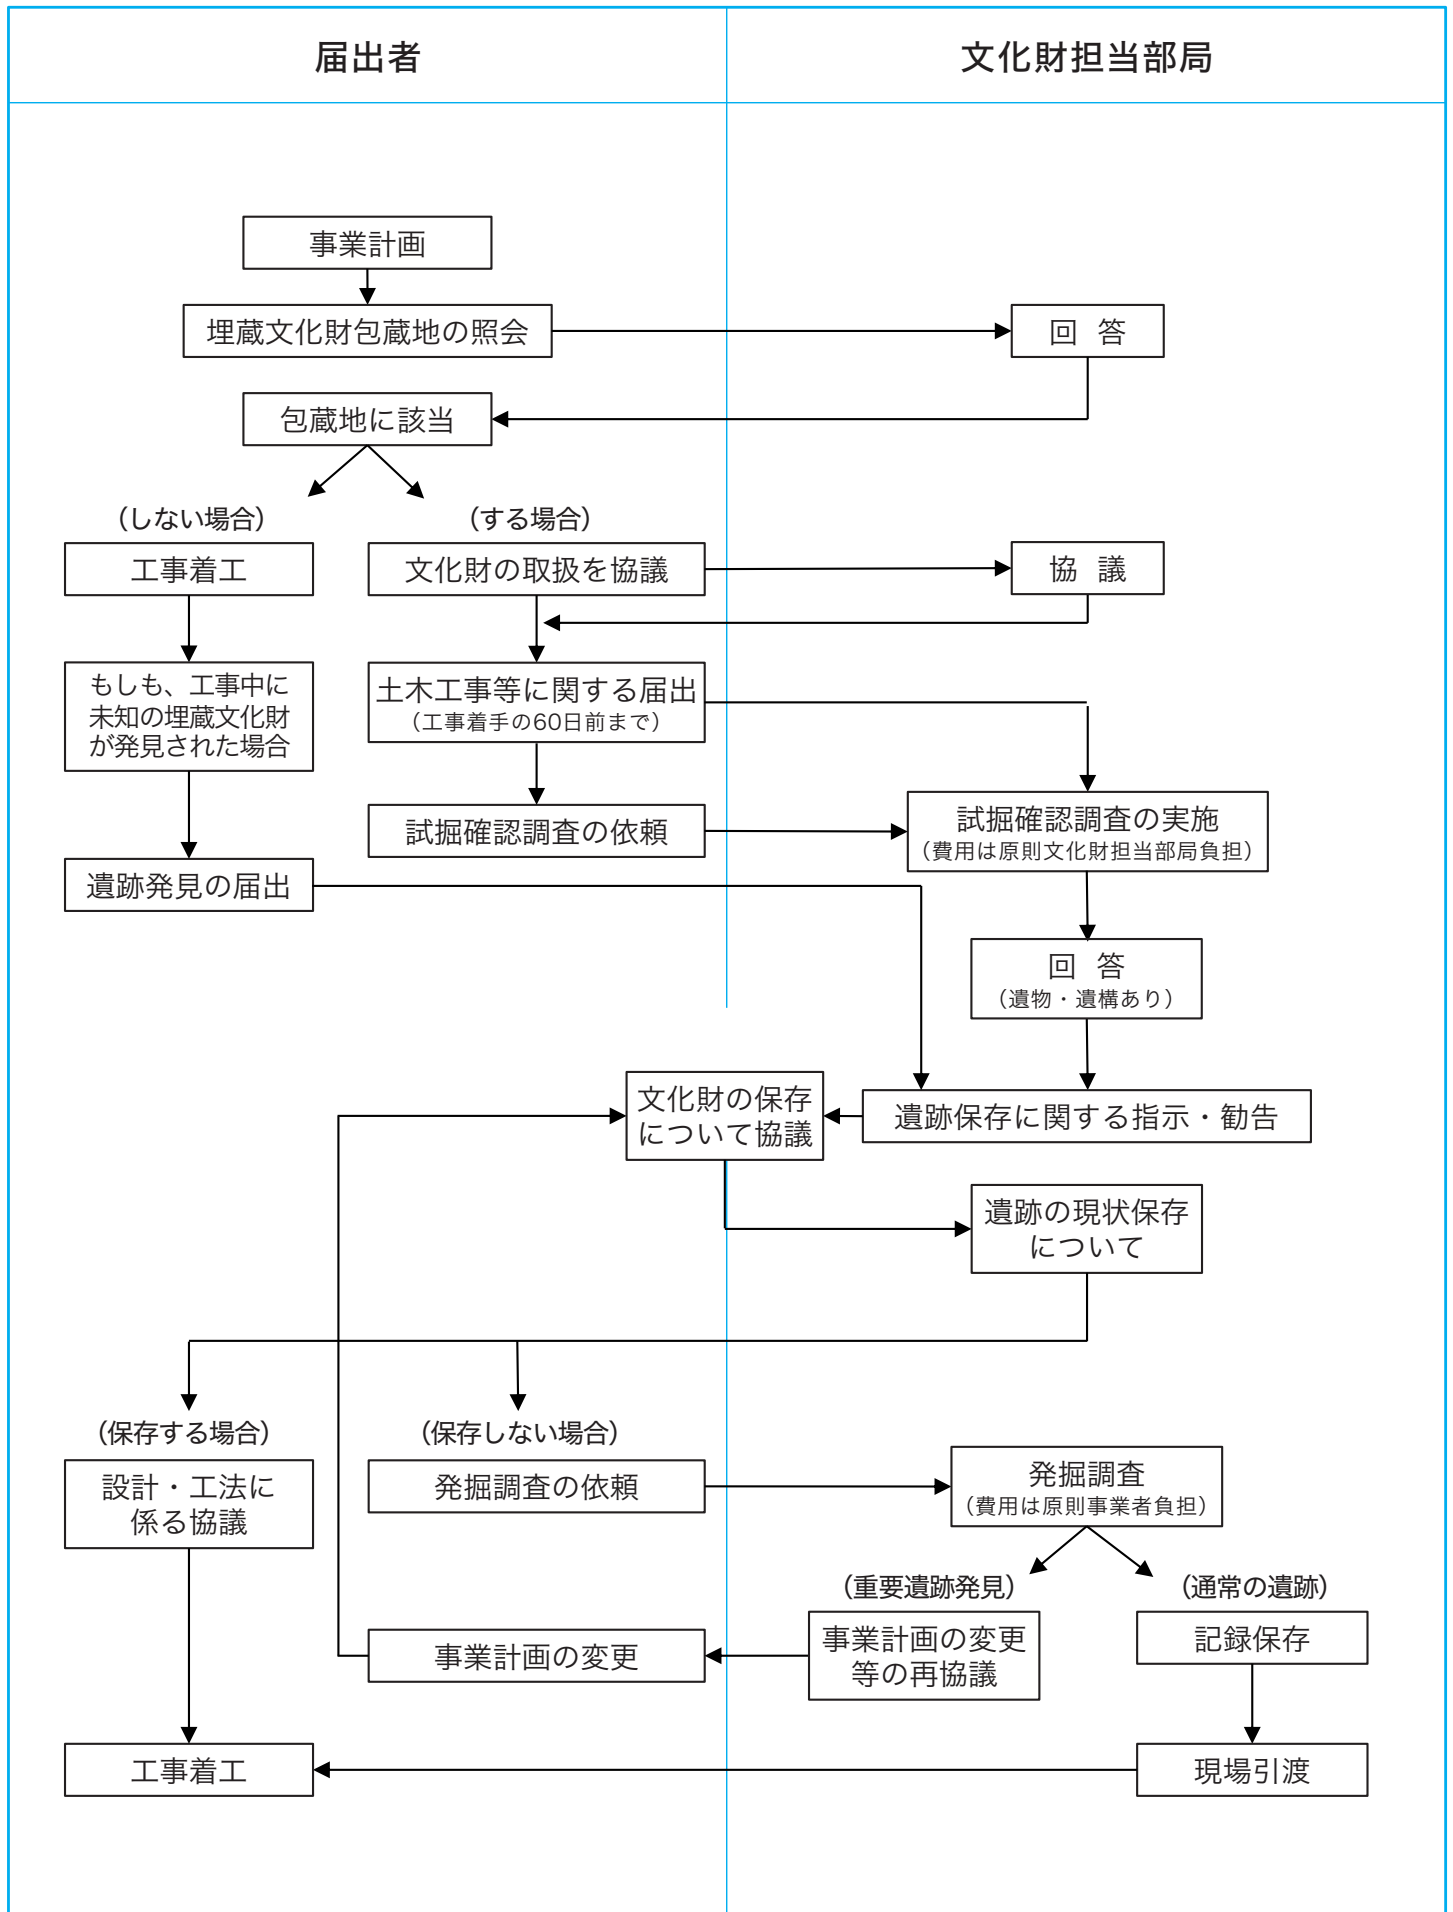 届出者
文化財担当部局
事業計画
埋蔵文化財包蔵地の照会
回 答
包蔵地に該当
（しない場合）
（する場合）
工事着工
文化財の取扱を協議
協 議
もしも、工事中に
未知の埋蔵文化財
が発見された場合
土木工事等に関する届出
（工事着手の60日前まで）
試掘確認調査の依頼
試掘確認調査の実施
（費用は原則文化財担当部局負担）
遺跡発見の届出
回 答
（遺物・遺構あり）
文化財の保存
について協議
遺跡保存に関する指示・勧告
遺跡の現状保存
について
（保存する場合）
（保存しない場合）
設計・工法に
係る協議
発掘調査の依頼
発掘調査
（費用は原則事業者負担）
（重要遺跡発見）
（通常の遺跡）
事業計画の変更
事業計画の変更
等の再協議
記録保存
工事着工
現場引渡